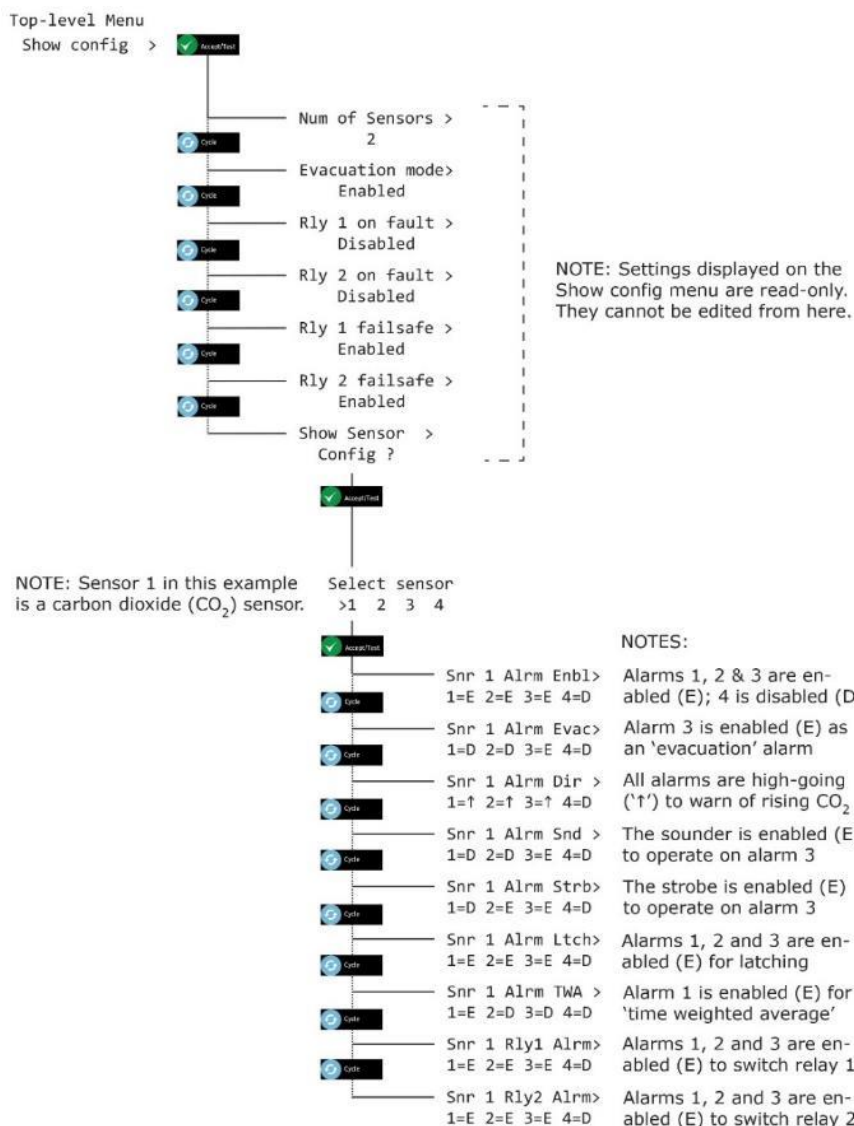 Top-level Menu
Show config >
Accept/Test
Num of Sensors >
2
Cycle
Evacuation mode>
Enabled
Cycle
Rly 1 on fault >
Disabled
Cycle
Rly 2 on fault >
Disabled
Cycle
Rly 1 failsafe >
Enabled
Cycle
Rly 2 failsafe >
Enabled
Cycle
Show Sensor >
Config ?
NOTE: Settings displayed on the
Show config menu are read-only.
They cannot be edited from here.
Accept/Test
NOTE: Sensor 1 in this example
is a carbon dioxide (CO₂) sensor.
Select sensor
>1 2 3 4
Accept/Test
NOTES:
Snr 1 Alrm Enbl> Alarms 1, 2 & 3 are en-
1=E 2=E 3=E 4=D abled (E); 4 is disabled (D
Cycle
Snr 1 Alrm Evac> Alarm 3 is enabled (E) as
1=D 2=D 3=E 4=D an ‘evacuation’ alarm
Cycle
Snr 1 Alrm Dir > All alarms are high-going
1=↑ 2=↑ 3=↑ 4=D (‘↑’) to warn of rising CO₂
Cycle
Snr 1 Alrm Snd > The sounder is enabled (E
1=D 2=D 3=E 4=D to operate on alarm 3
Cycle
Snr 1 Alrm Strb> The strobe is enabled (E)
1=D 2=E 3=E 4=D to operate on alarm 3
Cycle
Snr 1 Alrm Ltch> Alarms 1, 2 and 3 are en-
1=E 2=E 3=E 4=D abled (E) for latching
Cycle
Snr 1 Alrm TWA > Alarm 1 is enabled (E) for
1=E 2=D 3=D 4=D ‘time weighted average’
Cycle
Snr 1 Rly1 Alrm> Alarms 1, 2 and 3 are en-
1=E 2=E 3=E 4=D abled (E) to switch relay 1
Cycle
Snr 1 Rly2 Alrm> Alarms 1, 2 and 3 are en-
1=E 2=E 3=E 4=D abled (E) to switch relay 2